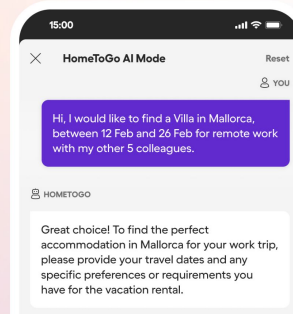 15:00
HomeToGo AI Mode
Reset
YOU
Hi, I would like to find a Villa in Mallorca,
between 12 Feb and 26 Feb for remote work
with my other 5 colleagues.
HOMETOGO
Great choice! To find the perfect
accommodation in Mallorca for your work trip,
please provide your travel dates and any
specific preferences or requirements you
have for the vacation rental.